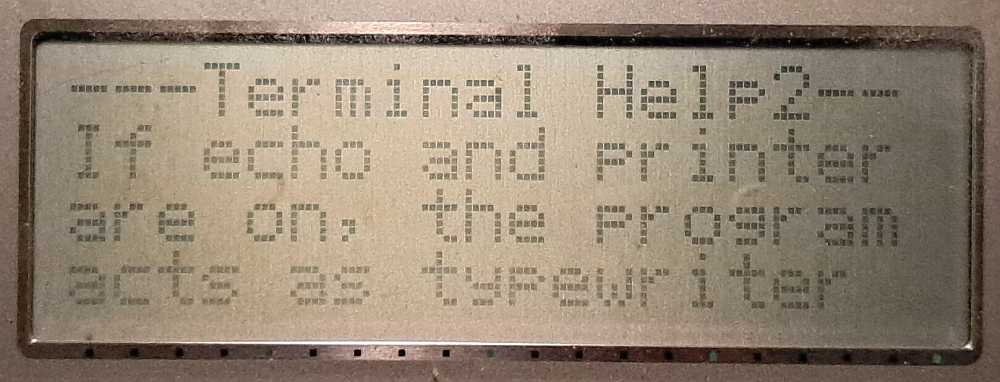 ---Terminal Help2--
If echo and printer
are on, the program
acts as typewriter